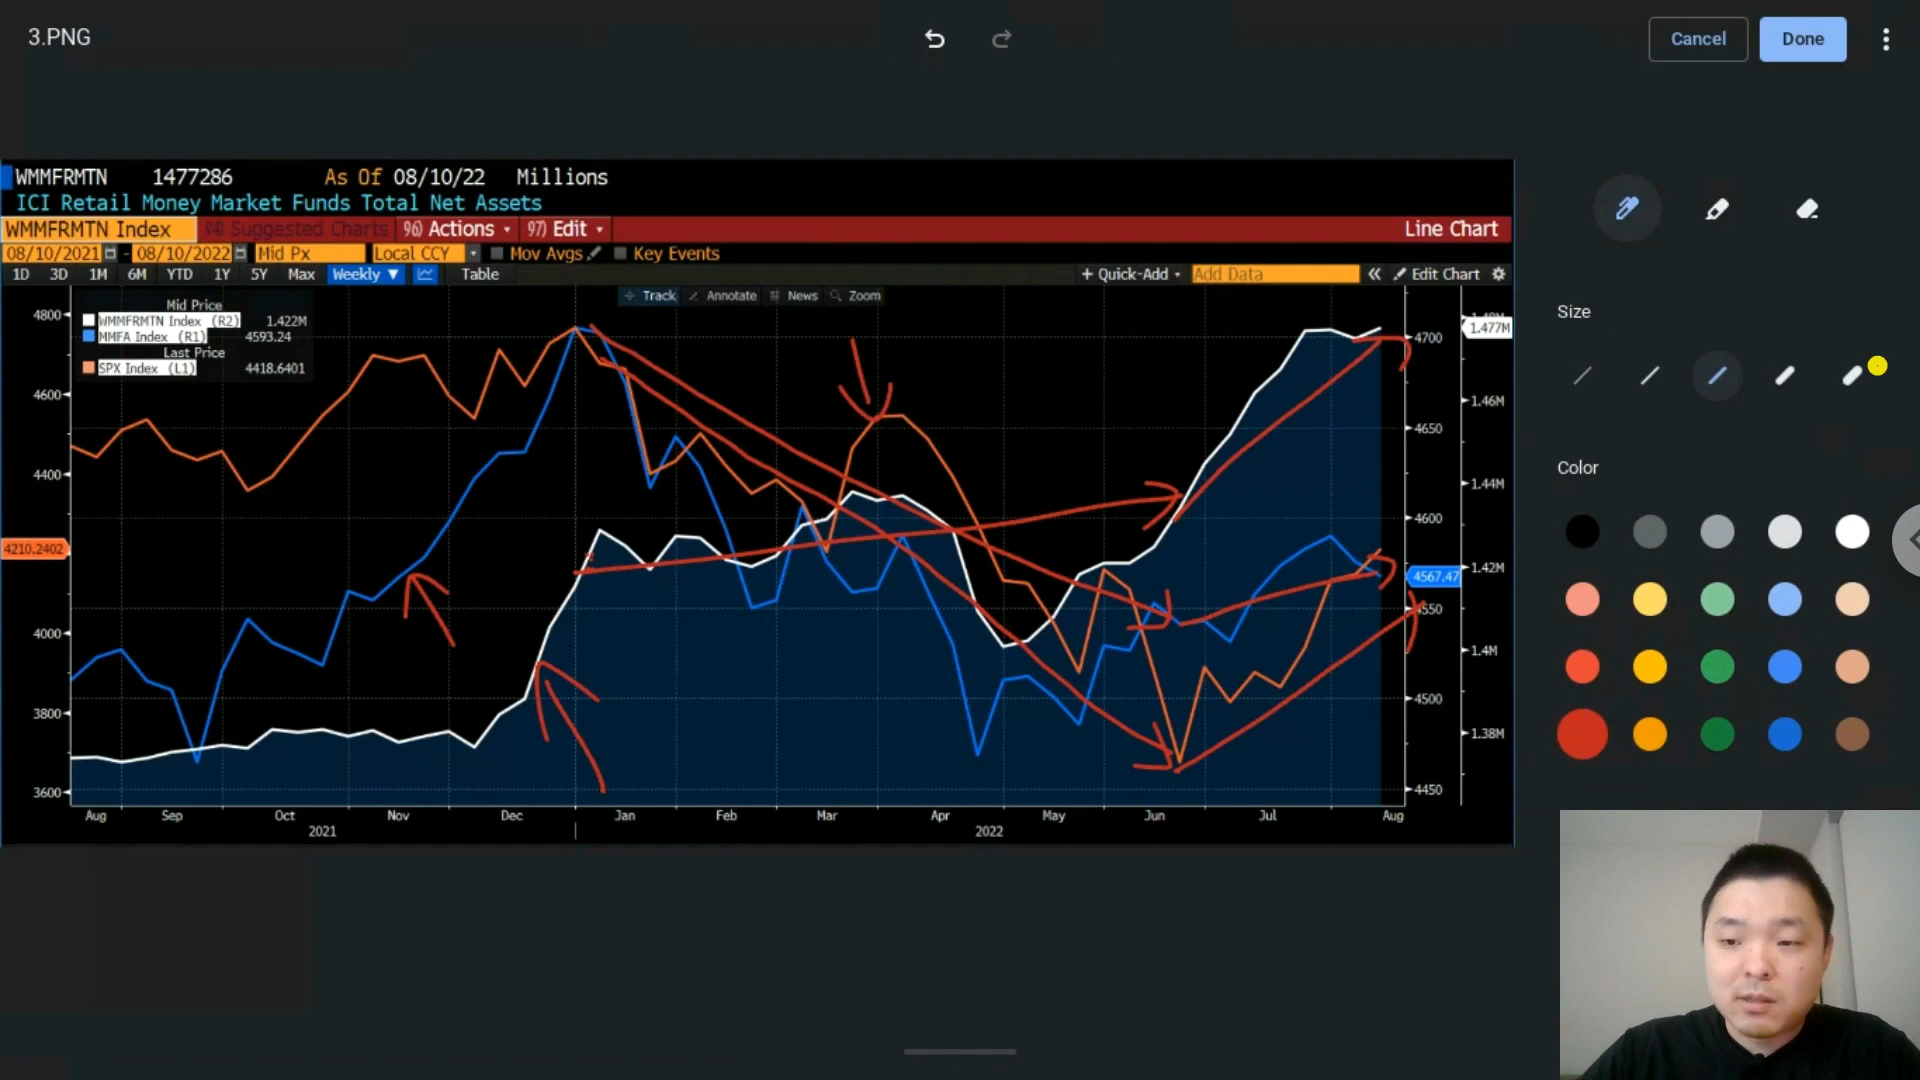 3.PNG
Cancel
Done
WMMFRMTN 1477286 As Of 08/10/22 Millions
ICI Retail Money Market Funds Total Net Assets
WMMFRMTN Index 94) Suggested Charts 96) Actions 97) Edit Line Chart
08/10/2021 - 08/10/2022 Mid Px Local CCY Mov Avgs Key Events
1D 3D 1M 6M YTD 1Y 5Y Max Weekly ▼ Table + Quick-Add Add Data « Edit Chart
Track Annotate News Zoom
Mid Price
WMMFRMTN Index (R2) 1.422M
MMFA Index (R1) 4593.24
Last Price
SPX Index (L1) 4418.6401
4800
4600
4400
4210.2402
4000
3800
3600
4700
4650
4600
4567.47
4550
4500
4450
1.477M
1.46M
1.44M
1.42M
1.4M
1.38M
Aug Sep Oct Nov Dec Jan Feb Mar Apr May Jun Jul Aug
2021 2022
Size
Color